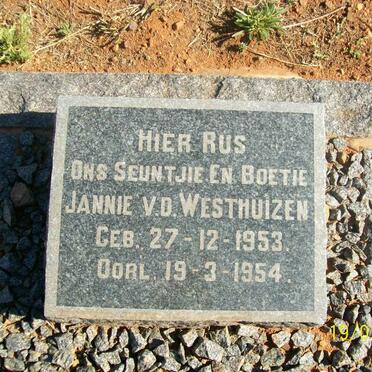 HIER RUS
ONS SEUNTJIE EN BOETIE
JANNIE V.D. WESTHUIZEN
GEB. 27-12-1953
OORL. 19-3-1954.